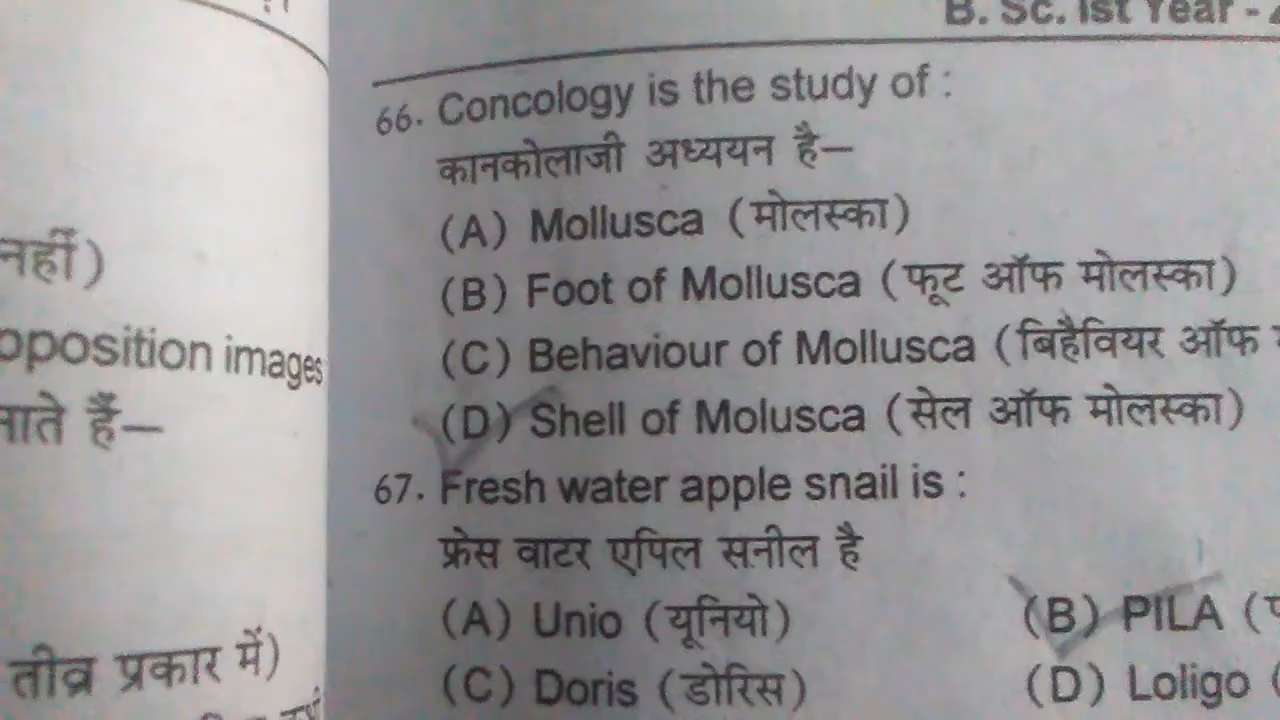 नहीं)
pposition images
नाते हैं—
तीव्र प्रकार में)
B. Sc. Ist Year -
66. Concology is the study of :
कानकोलाजी अध्ययन है—
(A) Mollusca (मोलस्का)
(B) Foot of Mollusca (फूट ऑफ मोलस्का)
(C) Behaviour of Mollusca (बिहैवियर ऑफ
(D) Shell of Molusca (सेल ऑफ मोलस्का)
67. Fresh water apple snail is :
फ्रेस वाटर एपिल सनील है
(A) Unio (यूनियो) (B) PILA (
(C) Doris (डोरिस) (D) Loligo (